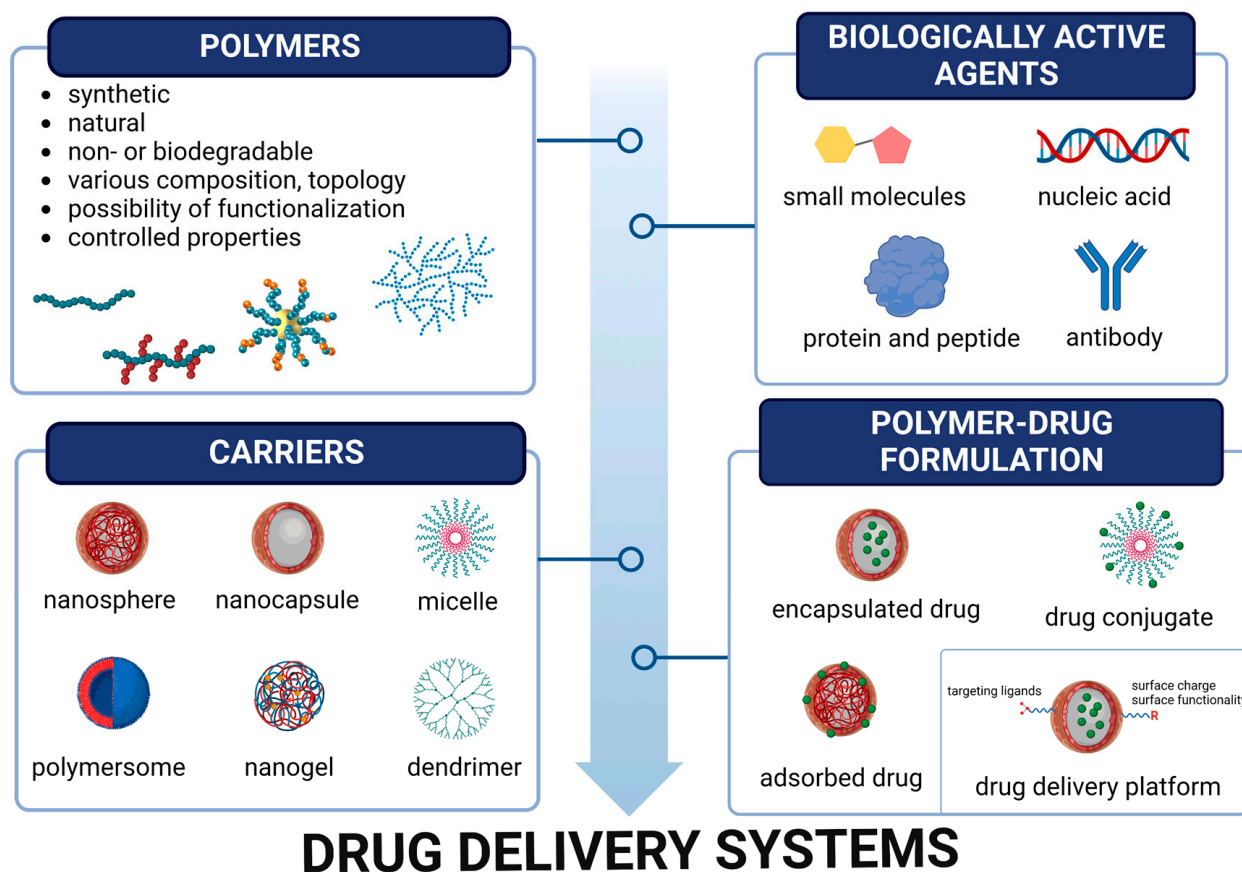 POLYMERS
• synthetic
• natural
• non- or biodegradable
• various composition, topology
• possibility of functionalization
• controlled properties
BIOLOGICALLY ACTIVE
AGENTS
small molecules
nucleic acid
protein and peptide
antibody
CARRIERS
nanosphere
nanocapsule
micelle
polymersome
nanogel
dendrimer
POLYMER-DRUG
FORMULATION
encapsulated drug
drug conjugate
adsorbed drug
targeting ligands
surface charge
surface functionality
R
drug delivery platform
DRUG DELIVERY SYSTEMS